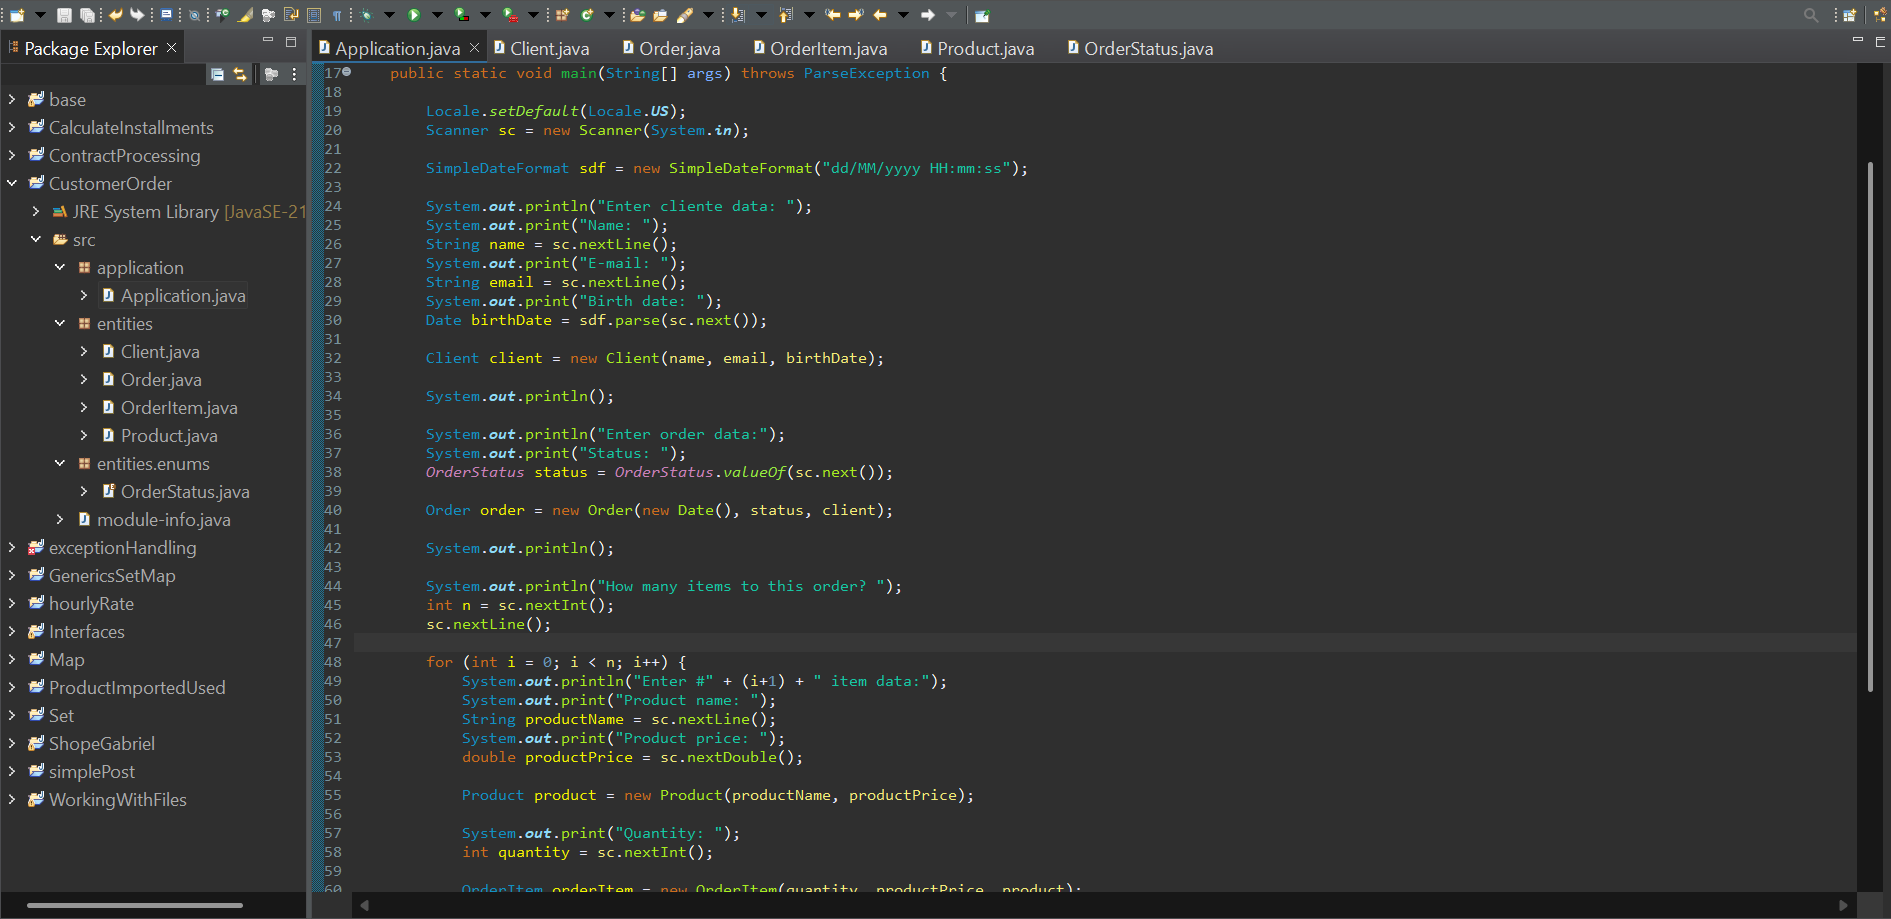 Package Explorer
base
CalculateInstallments
ContractProcessing
CustomerOrder
JRE System Library [JavaSE-21
src
application
Application.java
entities
Client.java
Order.java
OrderItem.java
Product.java
entities.enums
OrderStatus.java
module-info.java
exceptionHandling
GenericsSetMap
hourlyRate
Interfaces
Map
ProductImportedUsed
Set
ShopeGabriel
simplePost
WorkingWithFiles
Application.java Client.java Order.java OrderItem.java Product.java OrderStatus.java
17 public static void main(String[] args) throws ParseException {
18
19 Locale.setDefault(Locale.US);
20 Scanner sc = new Scanner(System.in);
21
22 SimpleDateFormat sdf = new SimpleDateFormat("dd/MM/yyyy HH:mm:ss");
23
24 System.out.println("Enter cliente data: ");
25 System.out.print("Name: ");
26 String name = sc.nextLine();
27 System.out.print("E-mail: ");
28 String email = sc.nextLine();
29 System.out.print("Birth date: ");
30 Date birthDate = sdf.parse(sc.next());
31
32 Client client = new Client(name, email, birthDate);
33
34 System.out.println();
35
36 System.out.println("Enter order data:");
37 System.out.print("Status: ");
38 OrderStatus status = OrderStatus.valueOf(sc.next());
39
40 Order order = new Order(new Date(), status, client);
41
42 System.out.println();
43
44 System.out.println("How many items to this order? ");
45 int n = sc.nextInt();
46 sc.nextLine();
47
48 for (int i = 0; i < n; i++) {
49 System.out.println("Enter #" + (i+1) + " item data:");
50 System.out.print("Product name: ");
51 String productName = sc.nextLine();
52 System.out.print("Product price: ");
53 double productPrice = sc.nextDouble();
54
55 Product product = new Product(productName, productPrice);
56
57 System.out.print("Quantity: ");
58 int quantity = sc.nextInt();
59
60 OrderItem orderItem = new OrderItem(quantity, productPrice, product);